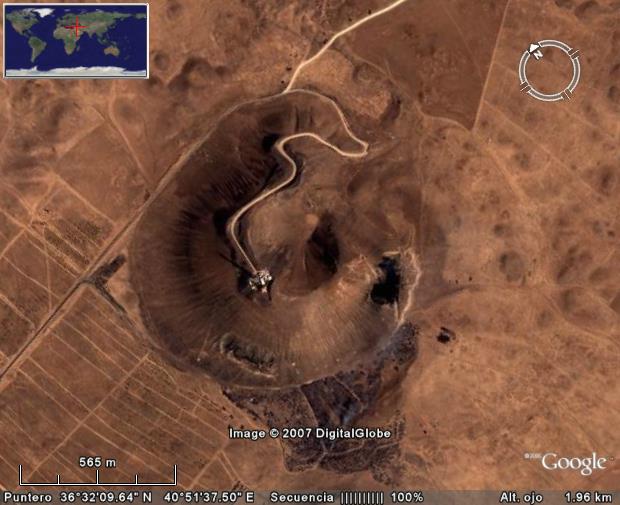 N
Image © 2007 DigitalGlobe
565 m
©2005 Google
Puntero 36°32'09.64" N 40°51'37.50" E Secuencia |||||||||| 100% Alt. ojo 1.96 km